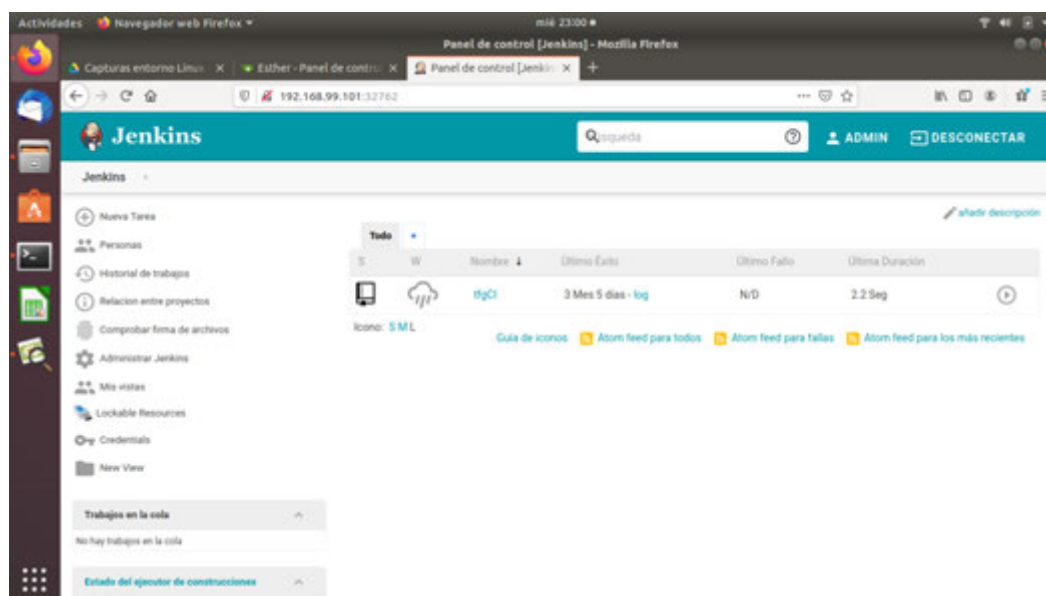 Actividades Navegador web Firefox mié 23:00
Panel de control [Jenkins] - Mozilla Firefox
Capturas entorno Linux Esther - Panel de control Panel de control [Jenkin
192.168.99.101:32762
Jenkins
búsqueda ADMIN DESCONECTAR
Jenkins
añadir descripción
Nueva Tarea
Personas
Historial de trabajos
Relacion entre proyectos
Comprobar firma de archivos
Administrar Jenkins
Mis vistas
Lockable Resources
Credentials
New View
Todo +
S W Nombre ↓ Último Éxito Último Fallo Última Duración
tfgCI 3 Mes 5 dias - log N/D 2.2 Seg
Icono: S M L
Guía de iconos Atom feed para todos Atom feed para fallas Atom feed para los más recientes
Trabajos en la cola
No hay trabajos en la cola
Estado del ejecutor de construcciones